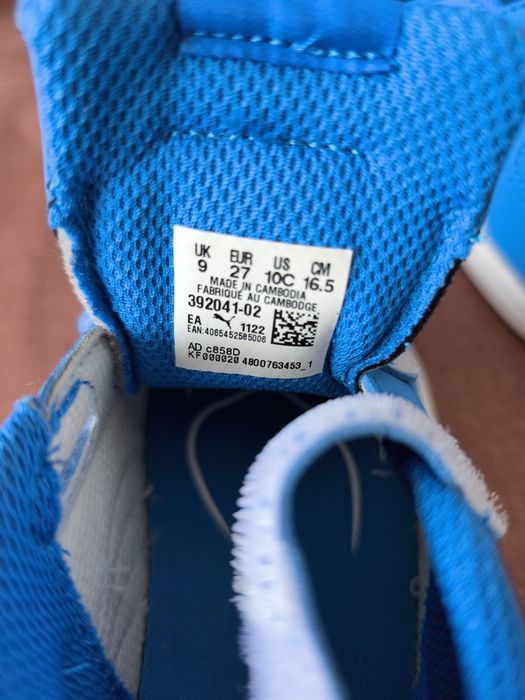 UK EUR US CM
9 27 10C 16.5
MADE IN CAMBODIA
FABRIQUÉ AU CAMBODGE
392041-02
EA 1122
EAN:4065452585006
AD c858D
KF000020 4800763453_1